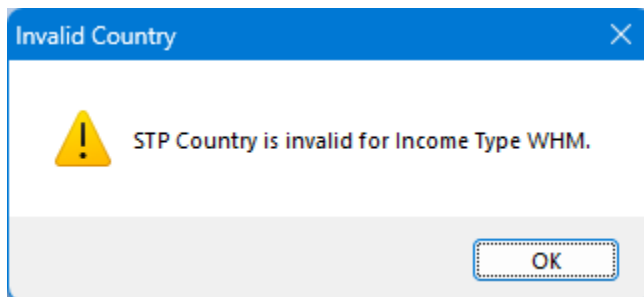 Invalid Country
STP Country is invalid for Income Type WHM.
OK